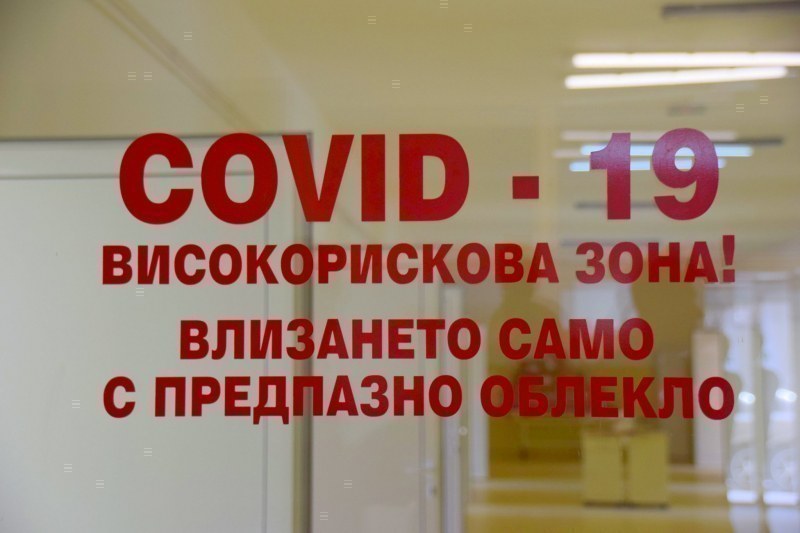 COVID - 19
ВИСОКОРИСКОВА ЗОНА!
ВЛИЗАНЕТО САМО
С ПРЕДПАЗНО ОБЛЕКЛО